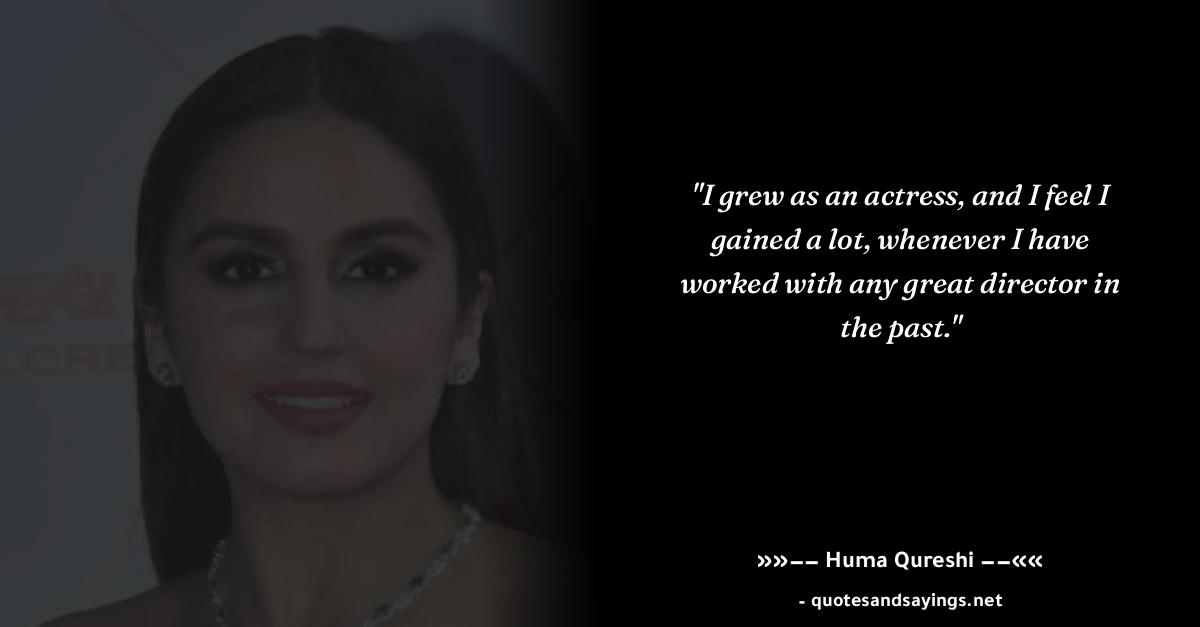 "I grew as an actress, and I feel I
gained a lot, whenever I have
worked with any great director in
the past."
»»–– Huma Qureshi ––««
- quotesandsayings.net